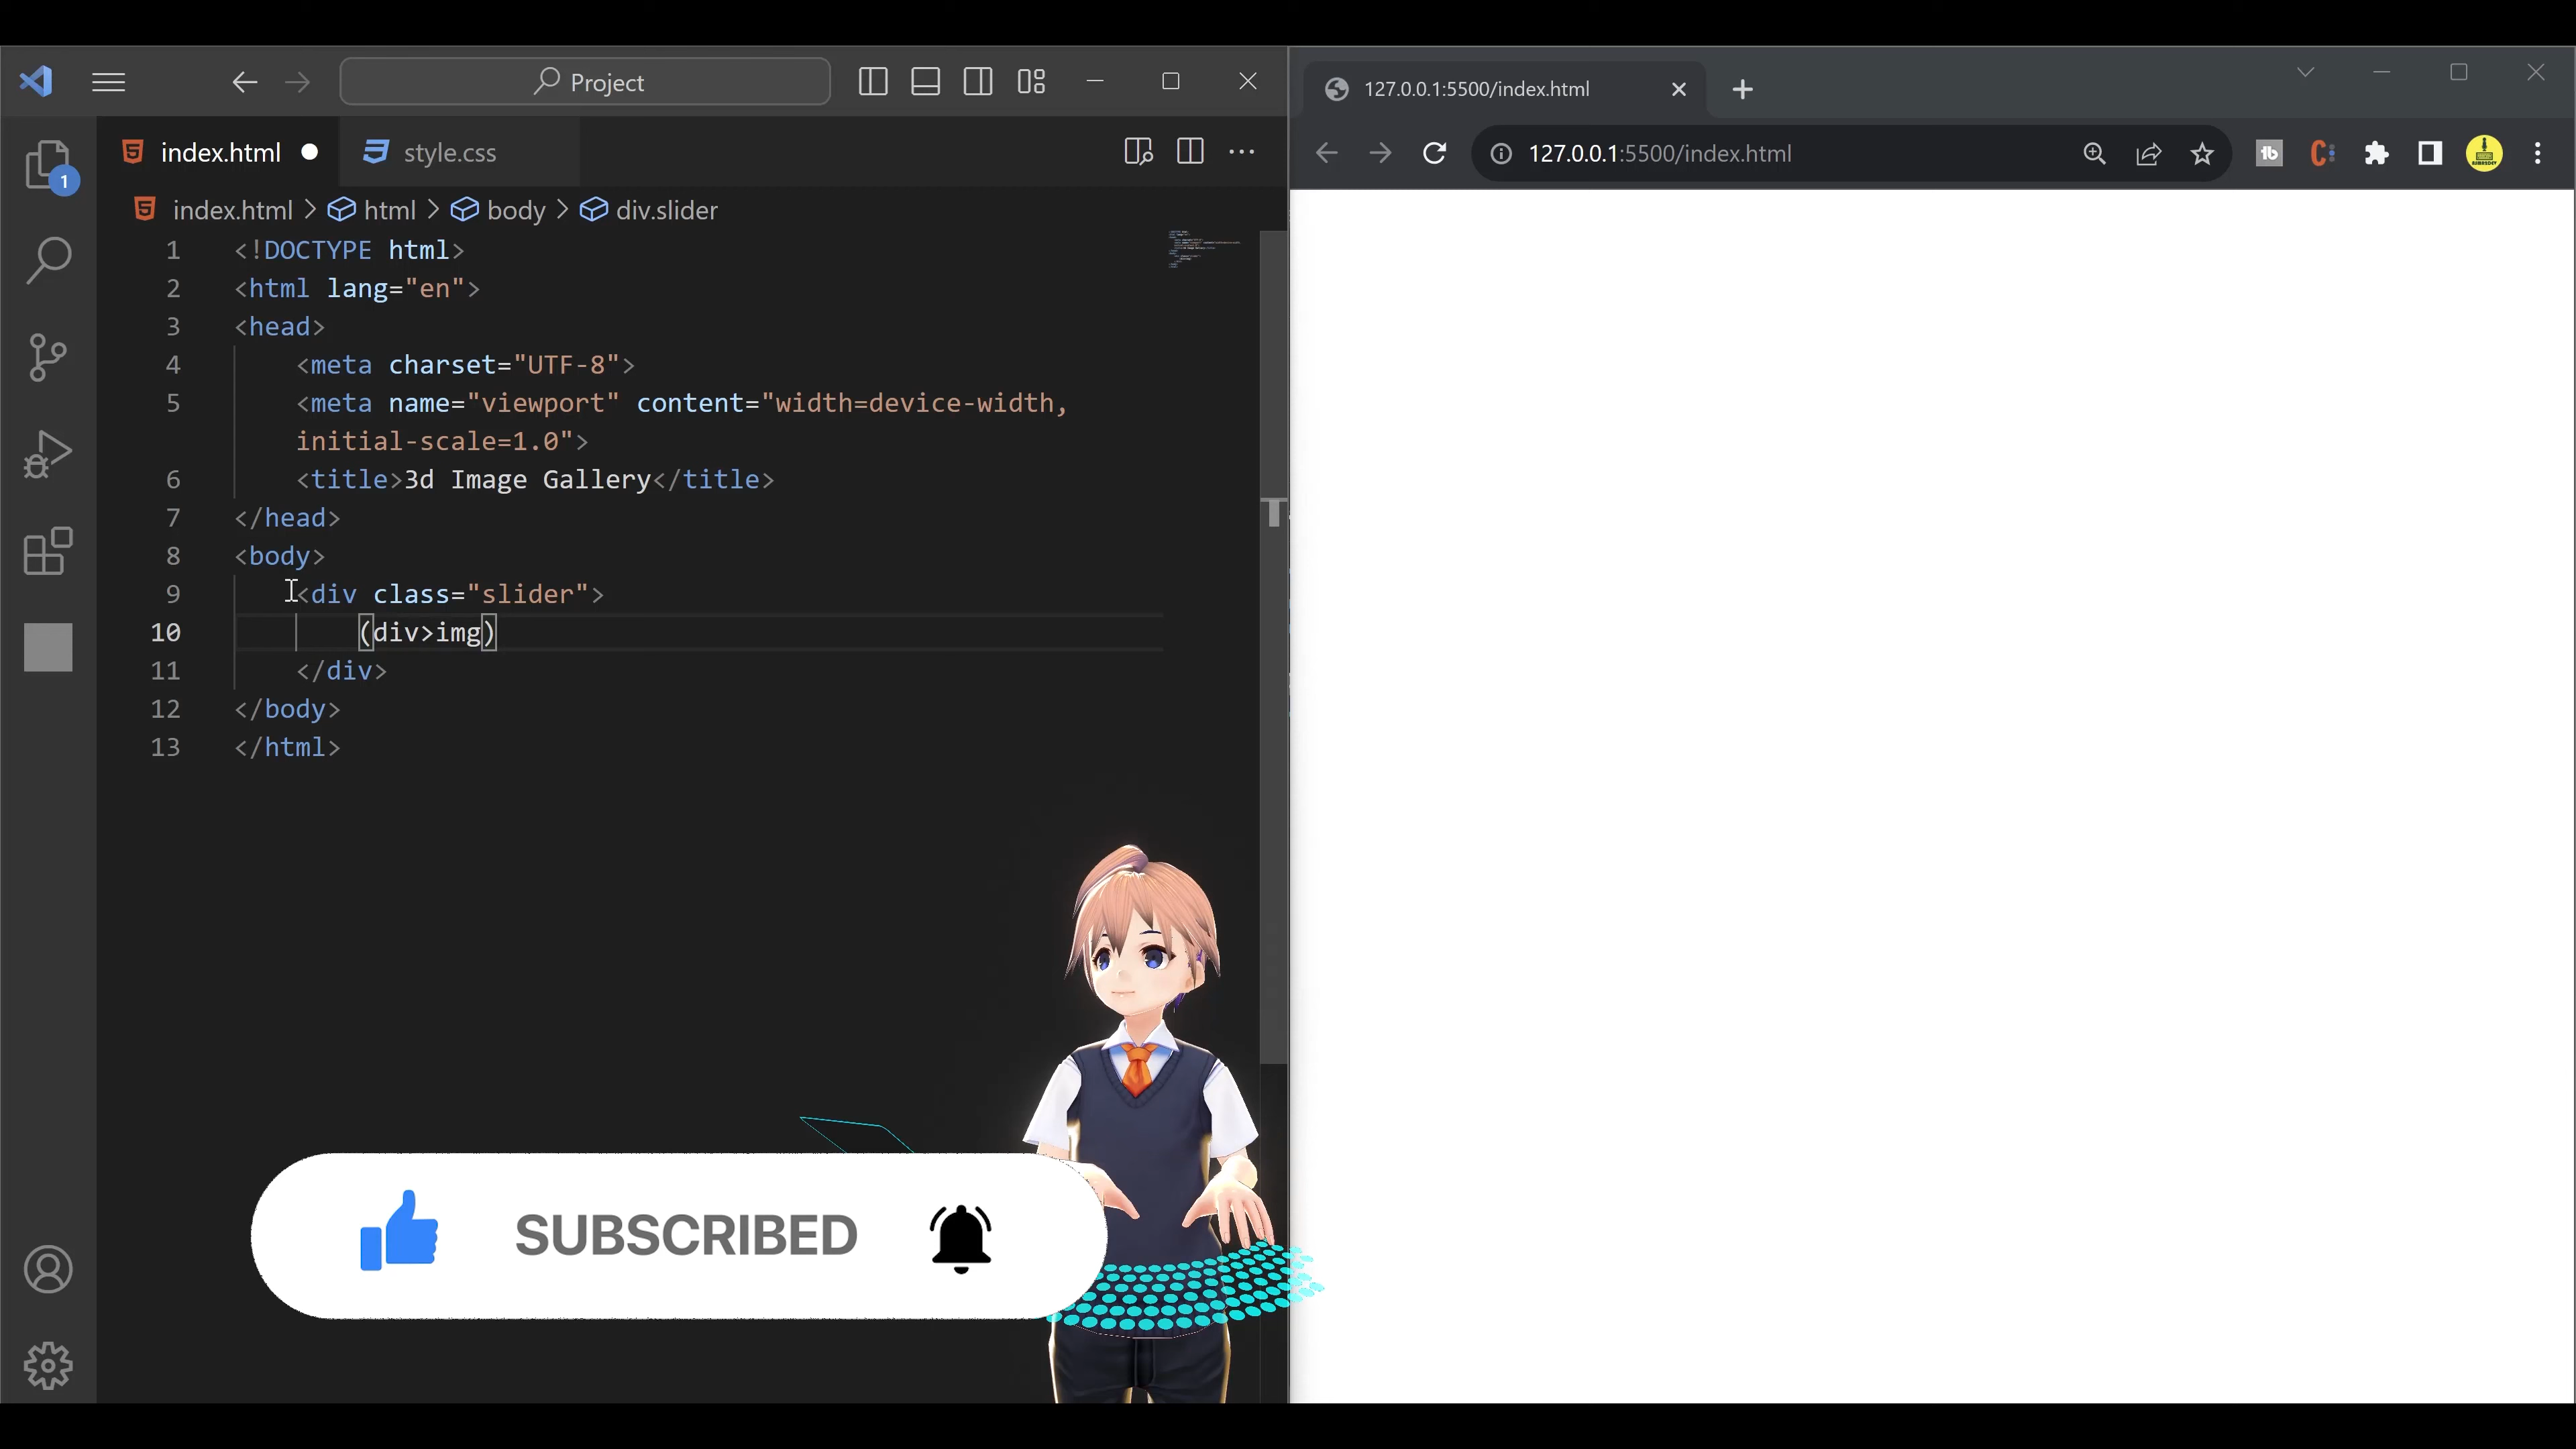 Project
index.html
style.css
1
index.html > html > body > div.slider
1 <!DOCTYPE html>
2 <html lang="en">
3 <head>
4 <meta charset="UTF-8">
5 <meta name="viewport" content="width=device-width,
initial-scale=1.0">
6 <title>3d Image Gallery</title>
7 </head>
8 <body>
9 <div class="slider">
10 (div>img)
11 </div>
12 </body>
13 </html>
SUBSCRIBED
127.0.0.1:5500/index.html
127.0.0.1:5500/index.html